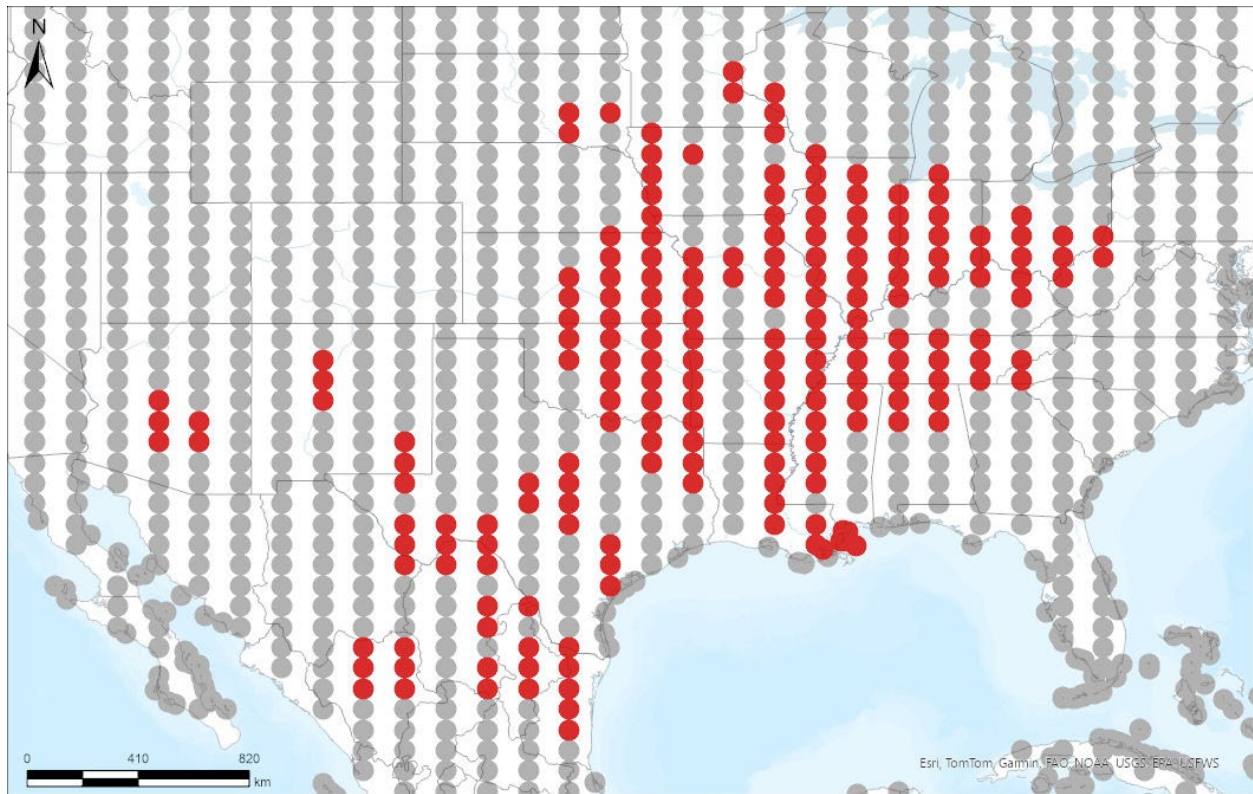 N
0 410 820
km
Esri, TomTom, Garmin, FAO, NOAA, USGS, EPA, USFWS